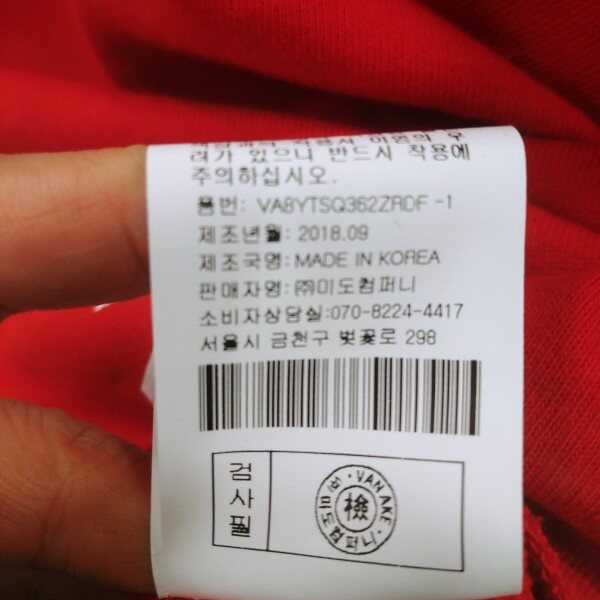 려가 있으니 반드시 착용에
주의하십시오.
품번: VA8YTSQ362ZRDF -1
제조년월: 2018.09
제조국명: MADE IN KOREA
판매자명: ㈜미도컴퍼니
소비자상담실:070-8224-4417
서울시 금천구 벚꽃로 298
검사필
VAN AKE
㈜미도컴퍼니
檢